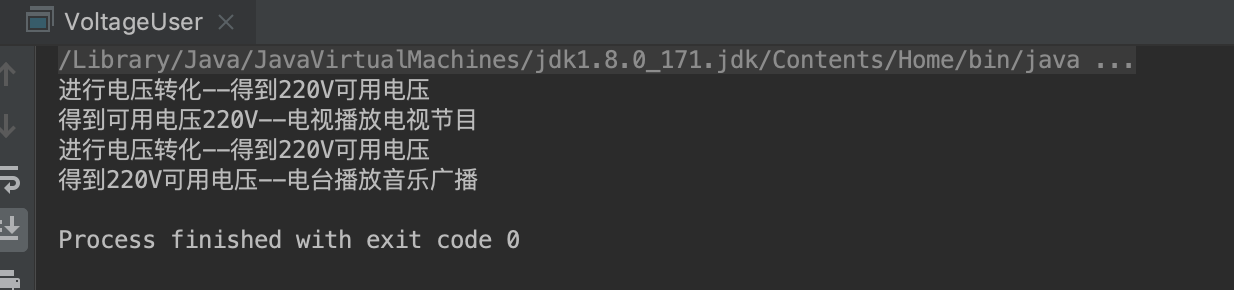 VoltageUser
/Library/Java/JavaVirtualMachines/jdk1.8.0_171.jdk/Contents/Home/bin/java ...
进行电压转化--得到220V可用电压
得到可用电压220V--电视播放电视节目
进行电压转化--得到220V可用电压
得到220V可用电压--电台播放音乐广播
Process finished with exit code 0